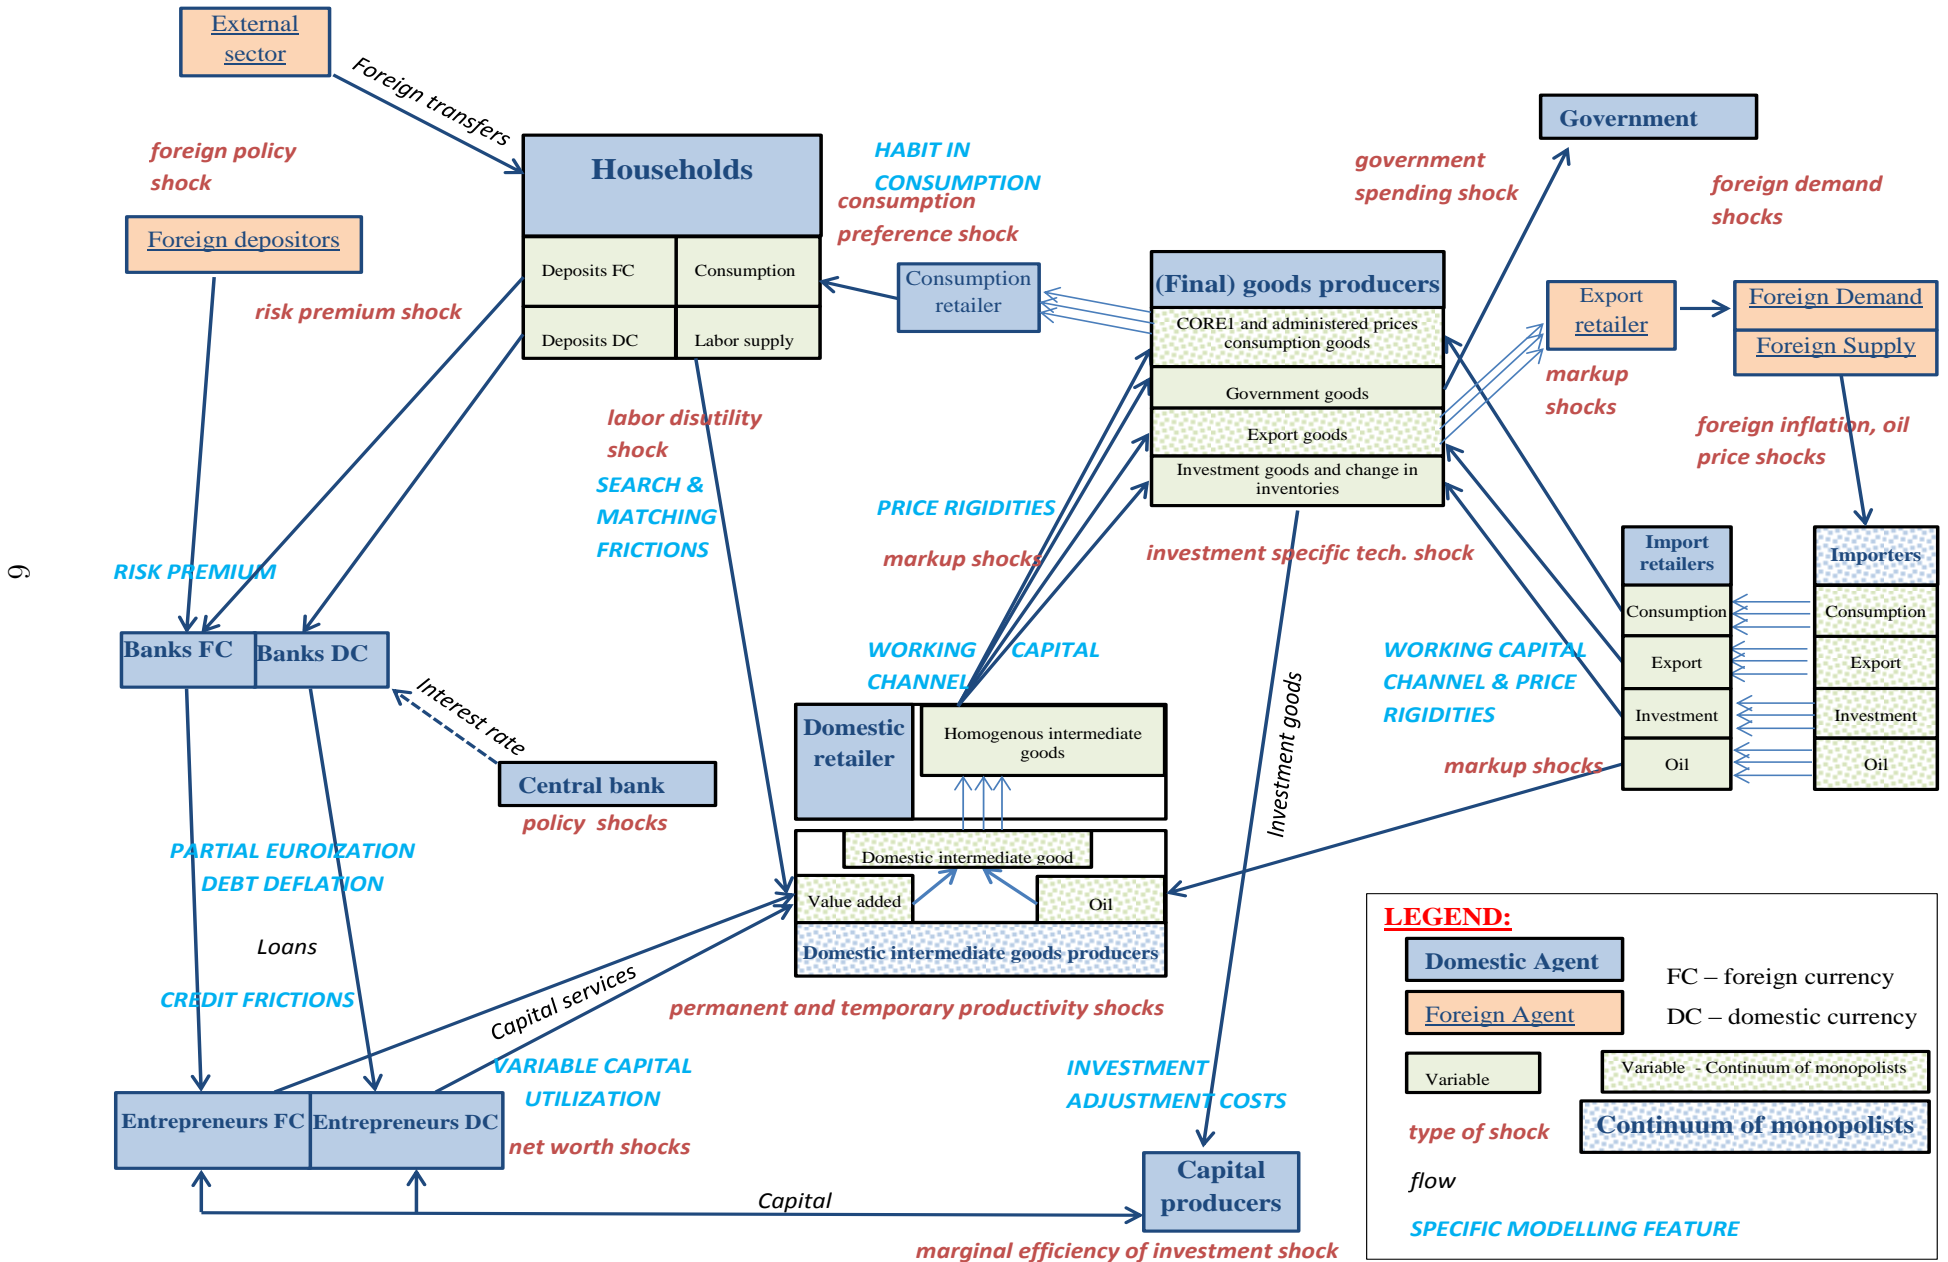 External
sector
Foreign transfers
foreign policy
shock
Foreign depositors
risk premium shock
Households
Deposits FC
Consumption
Deposits DC
Labor supply
HABIT IN
CONSUMPTION
consumption
preference shock
Consumption
retailer
government
spending shock
Government
foreign demand
shocks
(Final) goods producers
CORE1 and administered prices
consumption goods
Government goods
Export goods
Investment goods and change in
inventories
Export
retailer
Foreign Demand
Foreign Supply
markup
shocks
foreign inflation, oil
price shocks
labor disutility
shock
SEARCH &
MATCHING
FRICTIONS
PRICE RIGIDITIES
markup shocks
investment specific tech. shock
6
RISK PREMIUM
Banks FC
Banks DC
Interest rate
Central bank
policy shocks
WORKING CAPITAL
CHANNEL
Domestic
retailer
Homogenous intermediate
goods
Domestic intermediate good
Value added
Oil
Domestic intermediate goods producers
permanent and temporary productivity shocks
Investment goods
WORKING CAPITAL
CHANNEL & PRICE
RIGIDITIES
markup shocks
Import
retailers
Consumption
Export
Investment
Oil
Importers
Consumption
Export
Investment
Oil
PARTIAL EUROIZATION
DEBT DEFLATION
Loans
CREDIT FRICTIONS
Capital services
VARIABLE CAPITAL
UTILIZATION
Entrepreneurs FC
Entrepreneurs DC
net worth shocks
INVESTMENT
ADJUSTMENT COSTS
Capital
producers
Capital
marginal efficiency of investment shock
LEGEND:
Domestic Agent
FC – foreign currency
Foreign Agent
DC – domestic currency
Variable
Variable - Continuum of monopolists
type of shock
Continuum of monopolists
flow
SPECIFIC MODELLING FEATURE